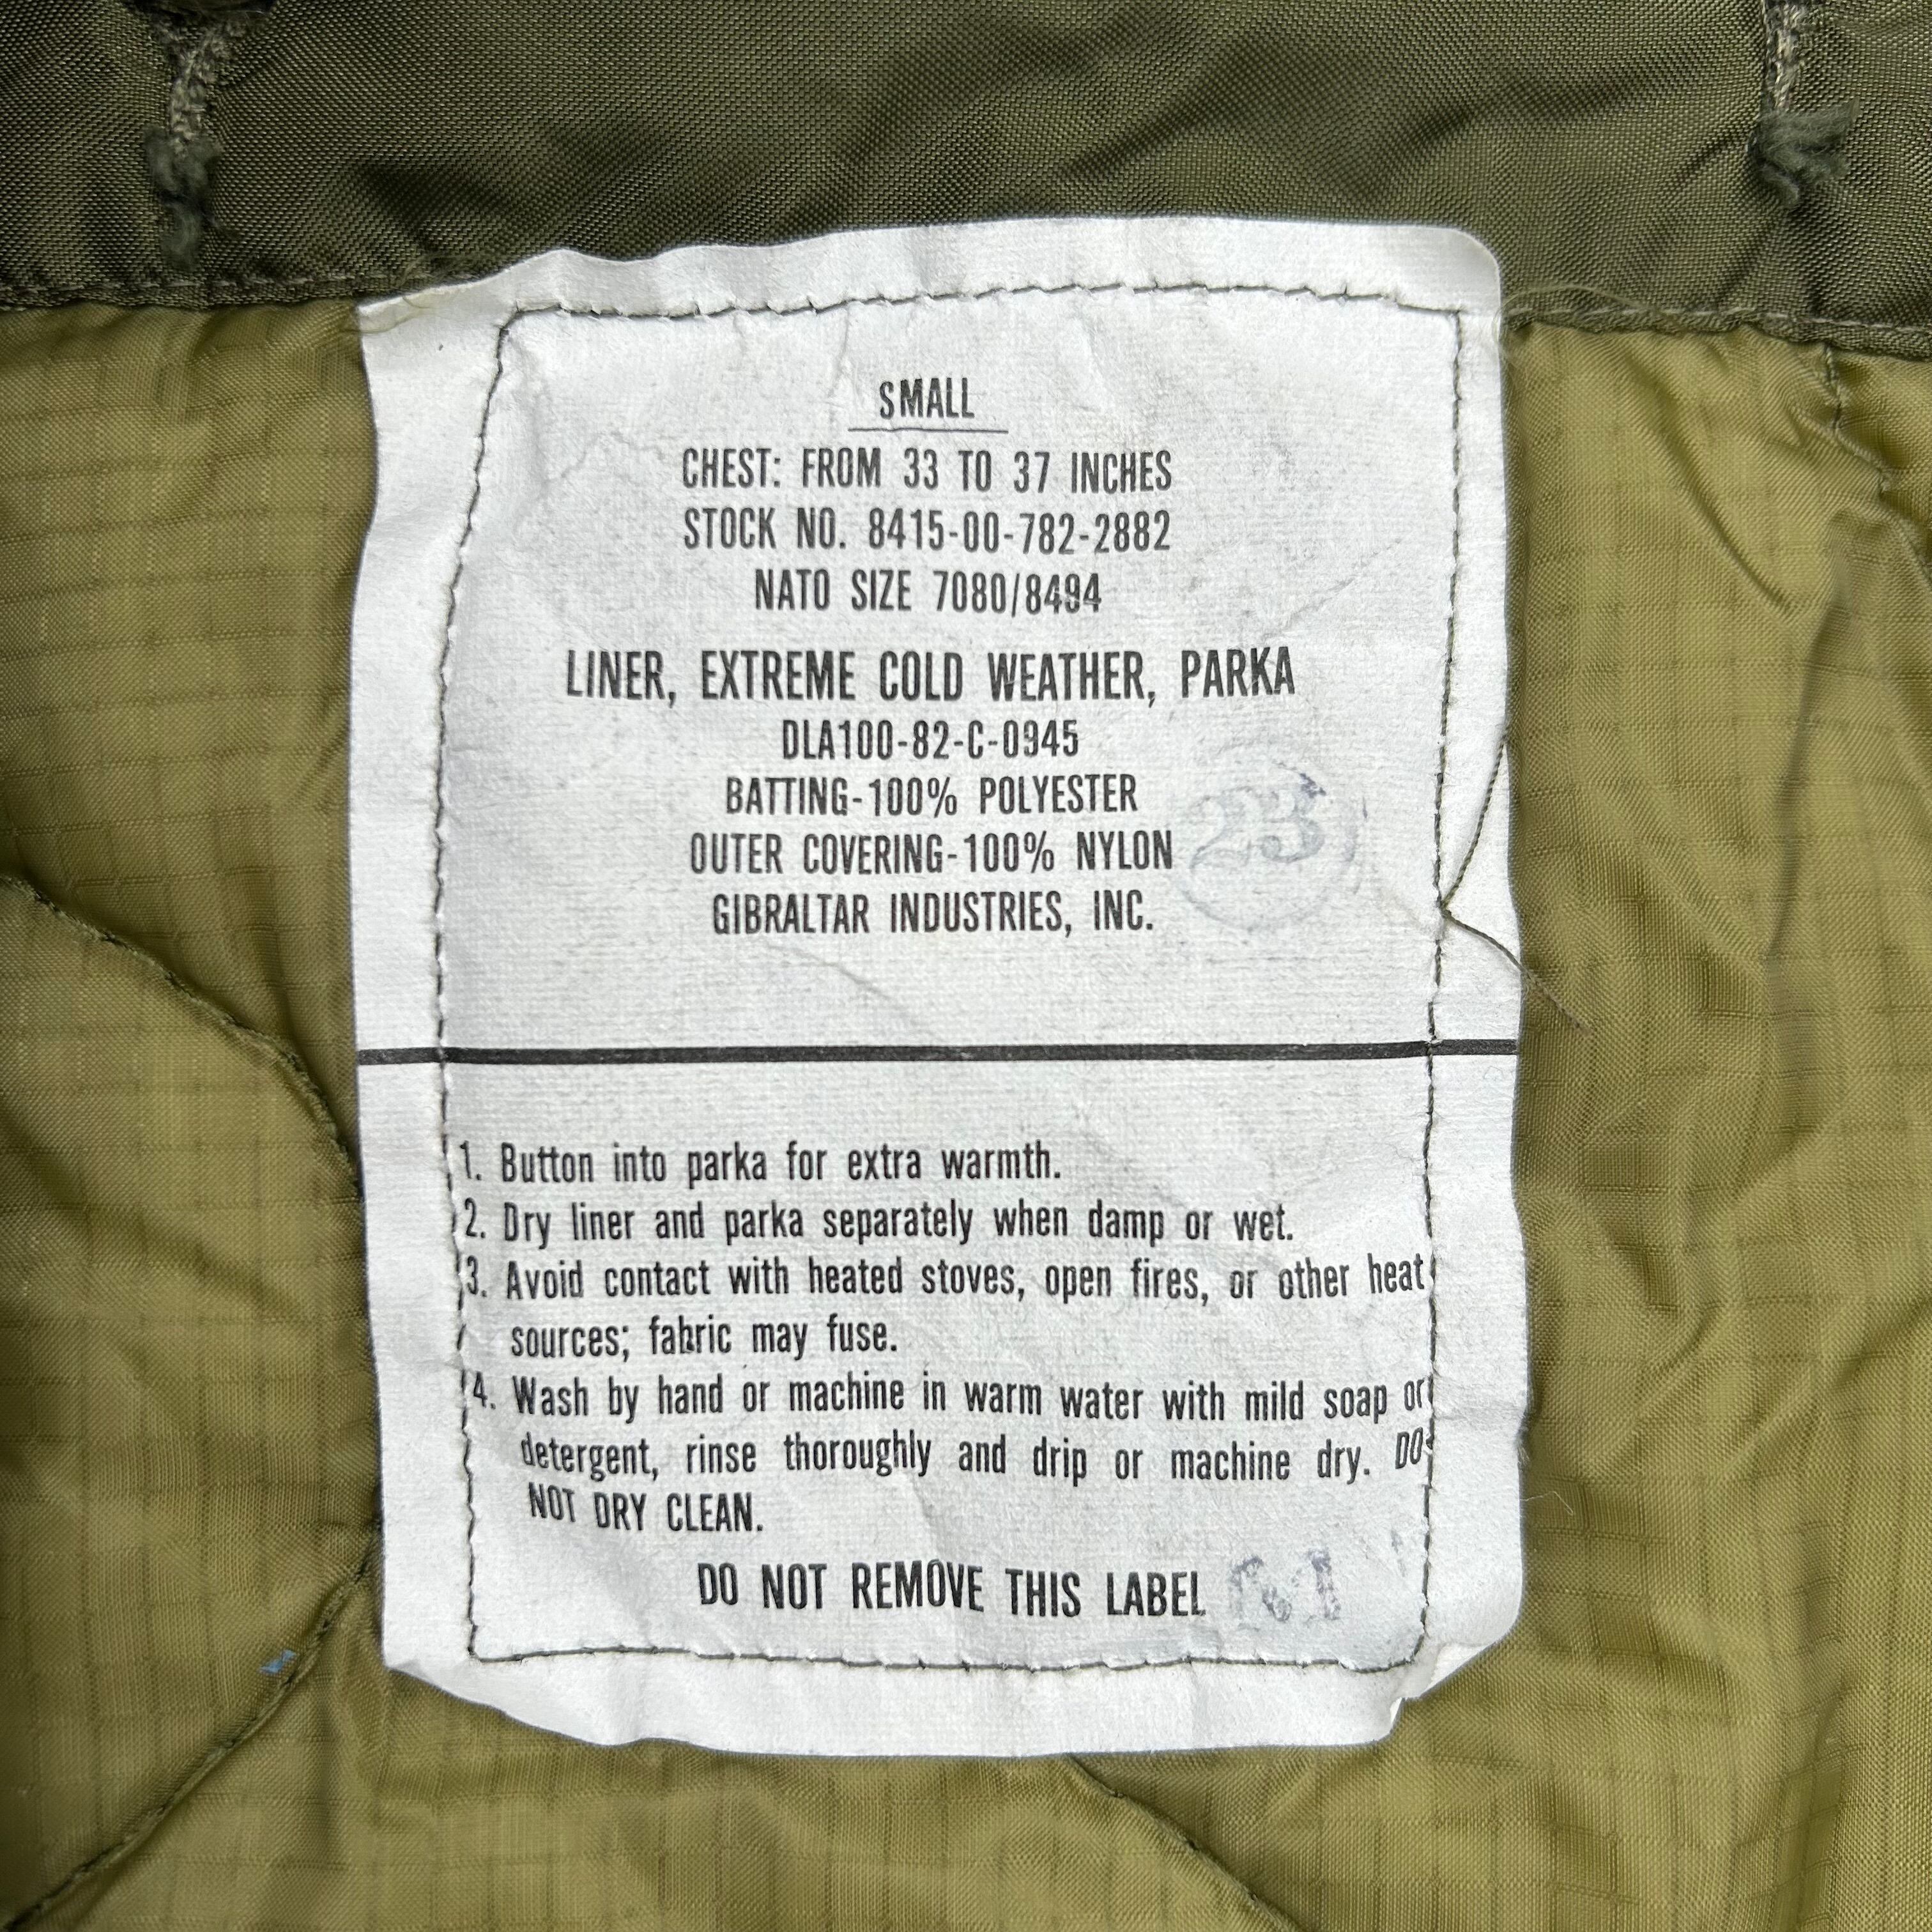 SMALL
CHEST: FROM 33 TO 37 INCHES
STOCK NO. 8415-00-782-2882
NATO SIZE 7080/8494
LINER, EXTREME COLD WEATHER, PARKA
DLA100-82-C-0945
BATTING-100% POLYESTER
OUTER COVERING-100% NYLON
23
GIBRALTAR INDUSTRIES, INC.
1. Button into parka for extra warmth.
2. Dry liner and parka separately when damp or wet.
3. Avoid contact with heated stoves, open fires, or other heat
sources; fabric may fuse.
4. Wash by hand or machine in warm water with mild soap or
detergent, rinse thoroughly and drip or machine dry. DO
NOT DRY CLEAN.
DO NOT REMOVE THIS LABEL